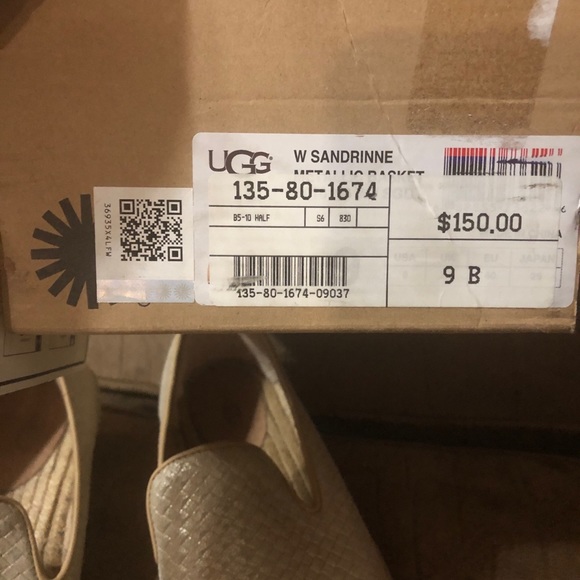 UGG
W SANDRINNE
METALLIC BASKET
135-80-1674
B5-10 HALF S6 830
$150.00
9 B
135-80-1674-09037
36935X4LFW